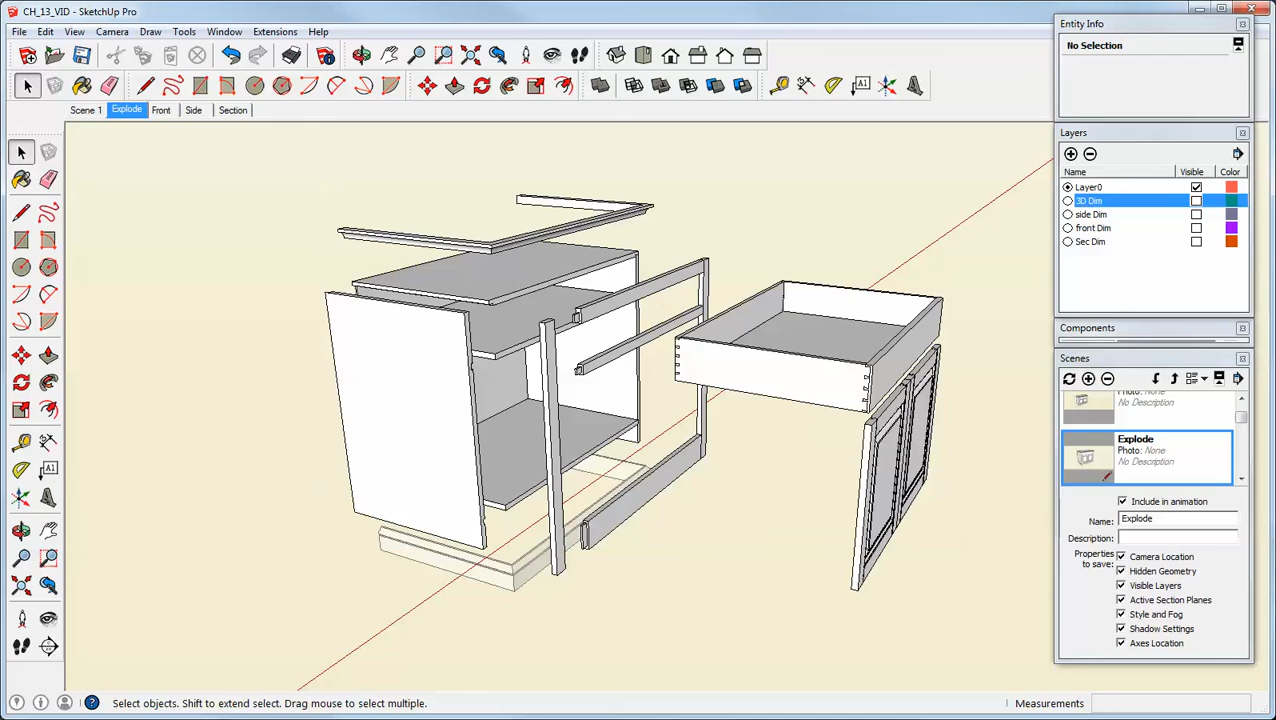 CH_13_VID - SketchUp Pro
File Edit View Camera Draw Tools Window Extensions Help
Scene 1 Explode Front Side Section
Entity Info
No Selection
Layers
Name Visible Color
Layer0
3D Dim
side Dim
front Dim
Sec Dim
Components
Scenes
Photo: None
No Description
Explode
Photo: None
No Description
Include in animation
Name: Explode
Description:
Properties to save:
Camera Location
Hidden Geometry
Visible Layers
Active Section Planes
Style and Fog
Shadow Settings
Axes Location
Select objects. Shift to extend select. Drag mouse to select multiple.
Measurements